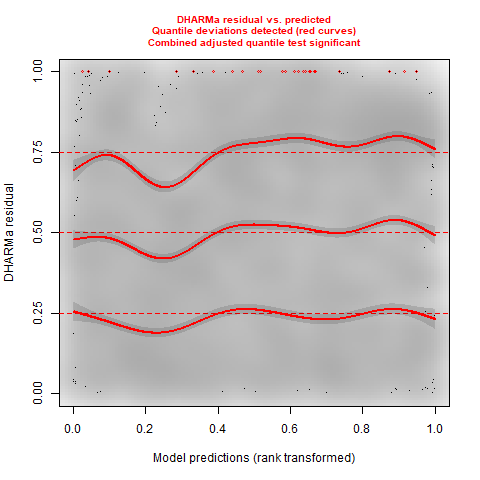 DHARMa residual vs. predicted
Quantile deviations detected (red curves)
Combined adjusted quantile test significant
1.00
0.75
0.50
0.25
0.00
DHARMa residual
0.0 0.2 0.4 0.6 0.8 1.0
Model predictions (rank transformed)